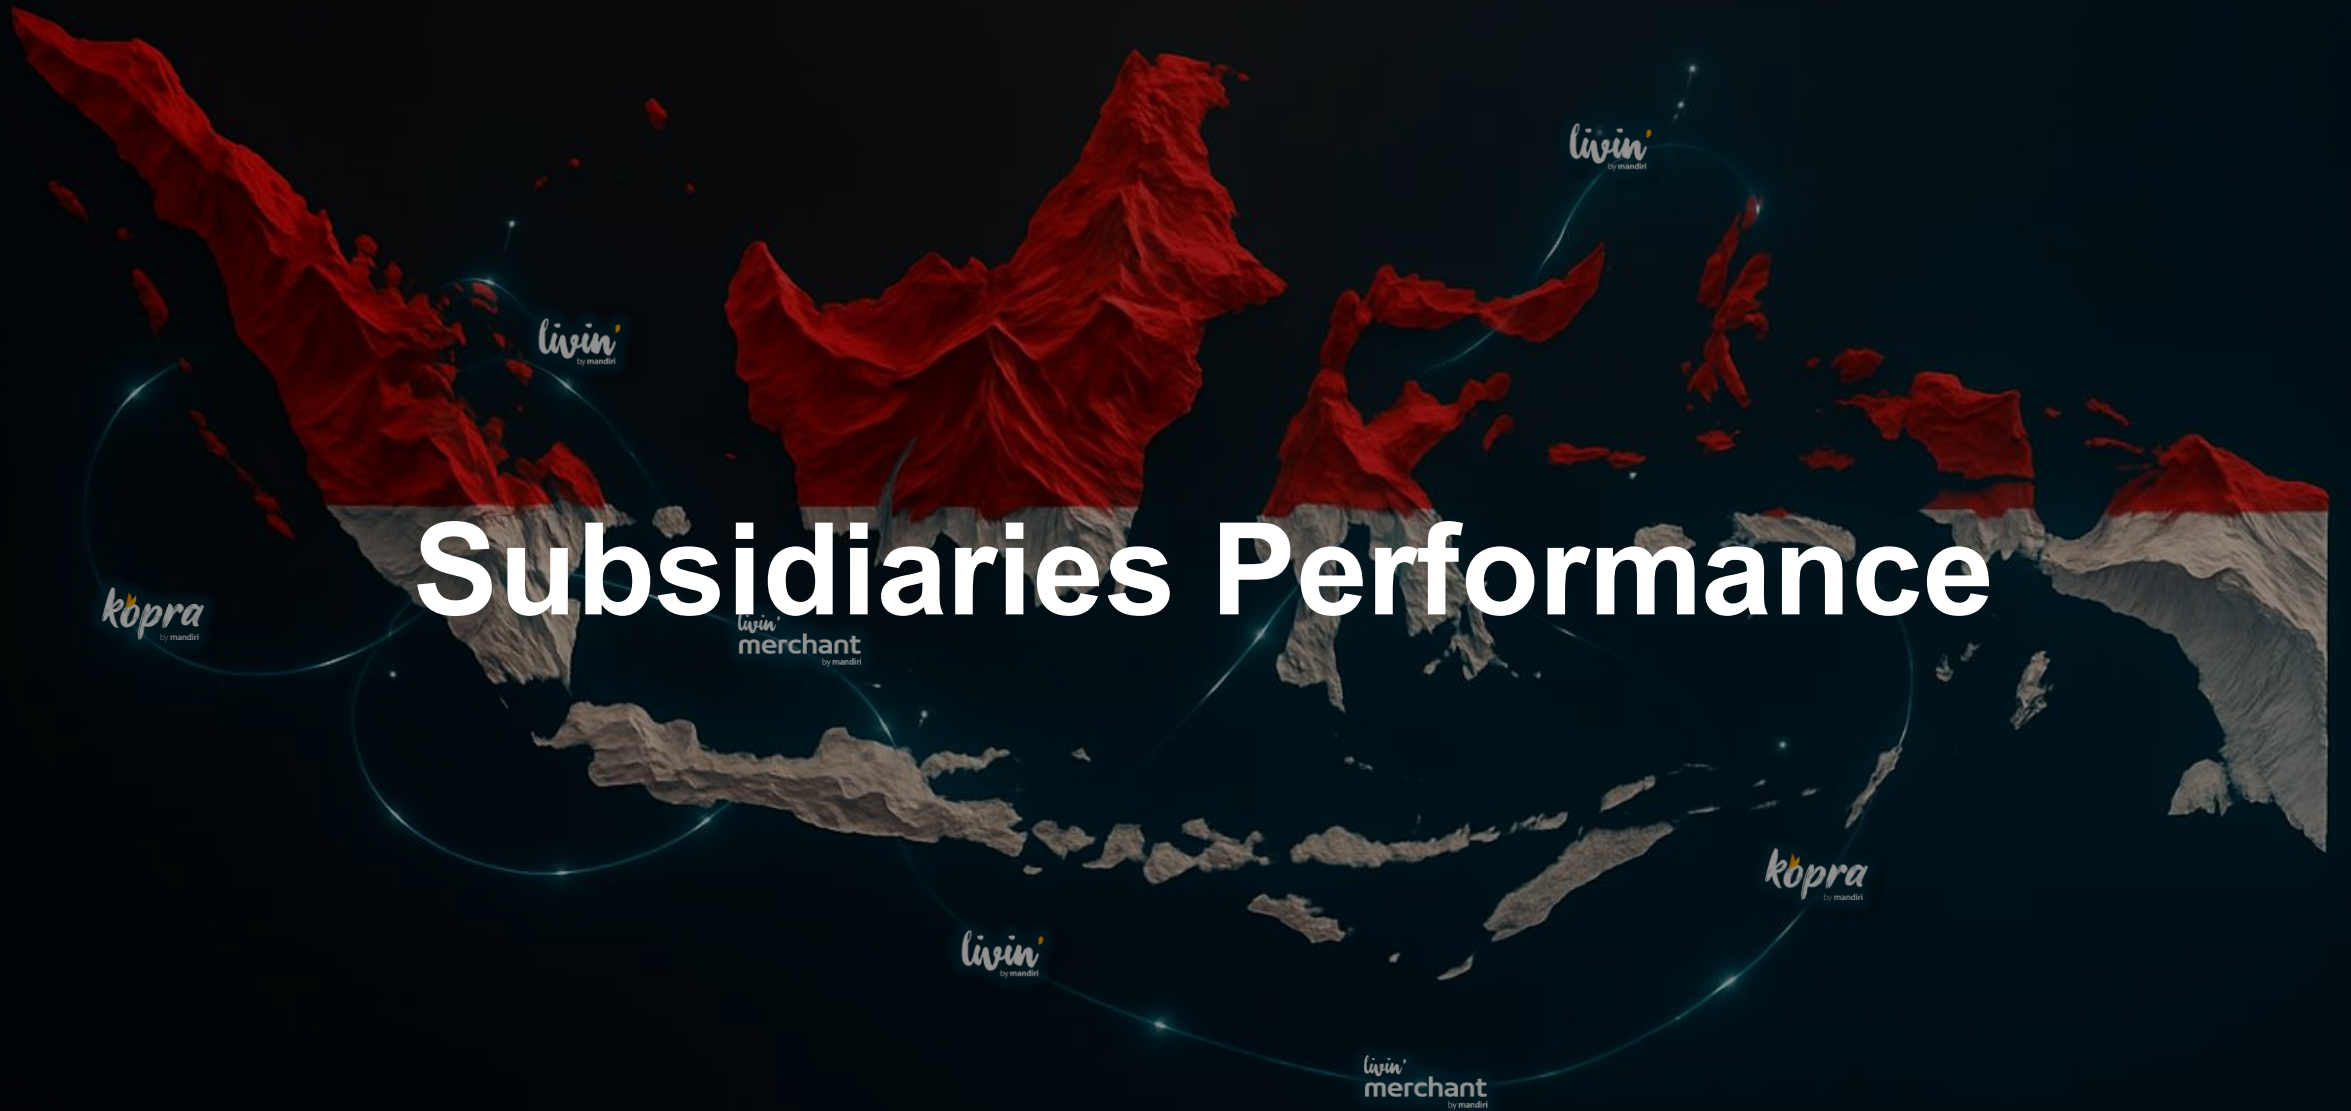 livin'
by mandiri
livin'
by mandiri
Subsidiaries Performance
kopra
by mandiri
livin'
merchant
by mandiri
kopra
by mandiri
livin'
by mandiri
livin'
merchant
by mandiri